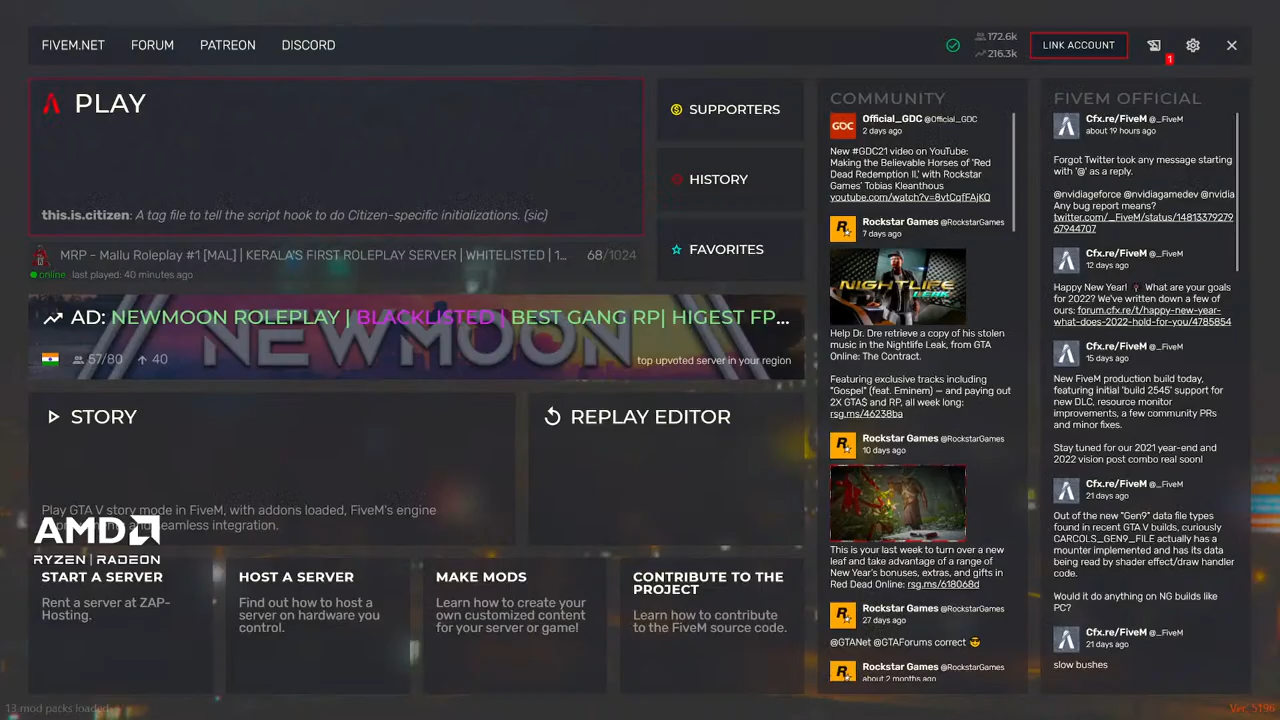 FIVEM.NET FORUM PATREON DISCORD
172.6k
216.3k
LINK ACCOUNT
1
PLAY
this.is.citizen: A tag file to tell the script hook to do Citizen-specific initializations. (sic)
MRP - Mallu Roleplay #1 [MAL] | KERALA'S FIRST ROLEPLAY SERVER | WHITELISTED | 1... 68/1024
online last played: 40 minutes ago
SUPPORTERS
HISTORY
FAVORITES
AD: NEWMOON ROLEPLAY | BLACKLISTED | BEST GANG RP| HIGEST FP...
NEWMOON
57/80 40
top upvoted server in your region
STORY
Play GTA V story mode in FiveM, with addons loaded, FiveM's engine
seamless integration.
REPLAY EDITOR
AMD
RYZEN | RADEON
START A SERVER
Rent a server at ZAP-
Hosting.
HOST A SERVER
Find out how to host a
server on hardware you
control.
MAKE MODS
Learn how to create your
own customized content
for your server or game!
CONTRIBUTE TO THE
PROJECT
Learn how to contribute
to the FiveM source code.
13 mod packs loaded
COMMUNITY
GDC
Official_GDC @Official_GDC
2 days ago
New #GDC21 video on YouTube:
Making the Believable Horses of 'Red
Dead Redemption II,' with Rockstar
Games' Tobias Kleanthous
youtube.com/watch?v=8vtCqfFAjKQ
Rockstar Games @RockstarGames
7 days ago
NIGHTLIFE
LEAK
Help Dr. Dre retrieve a copy of his stolen
music in the Nightlife Leak, from GTA
Online: The Contract.
Featuring exclusive tracks including
"Gospel" (feat. Eminem) — and paying out
2X GTA$ and RP, all week long:
rsg.ms/46238ba
Rockstar Games @RockstarGames
10 days ago
This is your last week to turn over a new
leaf and take advantage of a range of
New Year's bonuses, extras, and gifts in
Red Dead Online: rsg.ms/618068d
Rockstar Games @RockstarGames
27 days ago
@GTANet @GTAForums correct 😎
Rockstar Games @RockstarGames
about 2 months ago
FIVEM OFFICIAL
Cfx.re/FiveM @_FiveM
about 19 hours ago
Forgot Twitter took any message starting
with '@' as a reply.
@nvidiageforce @nvidiagamedev @nvidia
Any bug report means?
twitter.com/_FiveM/status/14813379279
67944707
Cfx.re/FiveM @_FiveM
12 days ago
Happy New Year! What are your goals
for 2022? We've written down a few of
ours: forum.cfx.re/t/happy-new-year-
what-does-2022-hold-for-you/4785854
Cfx.re/FiveM @_FiveM
15 days ago
New FiveM production build today,
featuring initial 'build 2545' support for
new DLC, resource monitor
improvements, a few community PRs
and minor fixes.
Stay tuned for our 2021 year-end and
2022 vision post combo real soon!
Cfx.re/FiveM @_FiveM
21 days ago
Out of the new "Gen9" data file types
found in recent GTA V builds, curiously
CARCOLS_GEN9_FILE actually has a
mounter implemented and has its data
being read by shader effect/draw handler
code.
Would it do anything on NG builds like
PC?
Cfx.re/FiveM @_FiveM
21 days ago
slow bushes
Ver. 5196